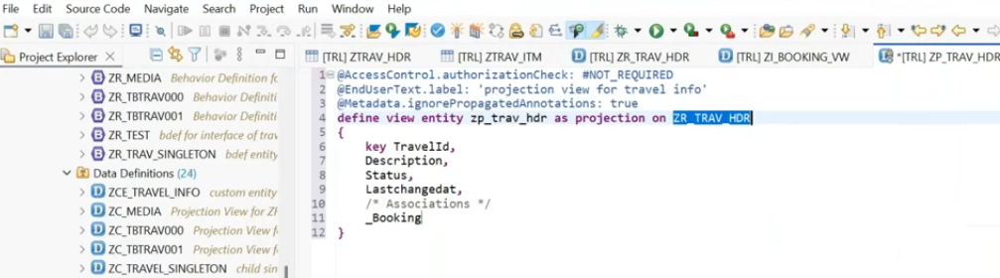 File Edit Source Code Navigate Search Project Run Window Help
Project Explorer
[TRL] ZTRAV_HDR
[TRL] ZTRAV_ITM
[TRL] ZR_TRAV_HDR
[TRL] ZI_BOOKING_VW
*[TRL] ZP_TRAV_HDR
ZR_MEDIA Behavior Definition fo
ZR_TBTRAV000 Behavior Definiti
ZR_TBTRAV001 Behavior Definiti
ZR_TEST bdef for interface of trav
ZR_TRAV_SINGLETON bdef entity
Data Definitions (24)
ZCE_TRAVEL_INFO custom entity
ZC_MEDIA Projection View for ZF
ZC_TBTRAV000 Projection View f
ZC_TBTRAV001 Projection View f
ZC_TRAVEL_SINGLETON child sin
1 @AccessControl.authorizationCheck: #NOT_REQUIRED
2 @EndUserText.label: 'projection view for travel info'
3 @Metadata.ignorePropagatedAnnotations: true
4 define view entity zp_trav_hdr as projection on ZR_TRAV_HDR
5 {
6 key TravelId,
7 Description,
8 Status,
9 Lastchangedat,
10 /* Associations */
11 _Booking
12 }